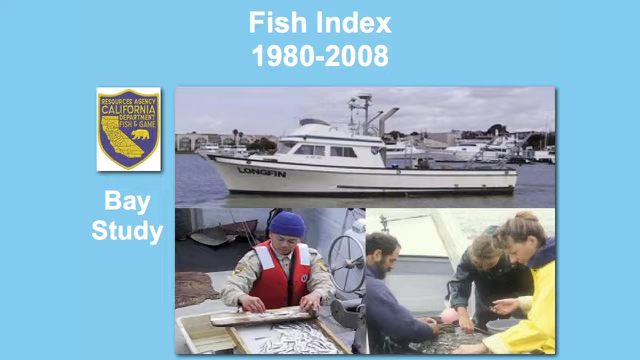 Fish Index
1980-2008
RESOURCES AGENCY
CALIFORNIA
DEPARTMENT
FISH & GAME
LONGFIN
Bay
Study